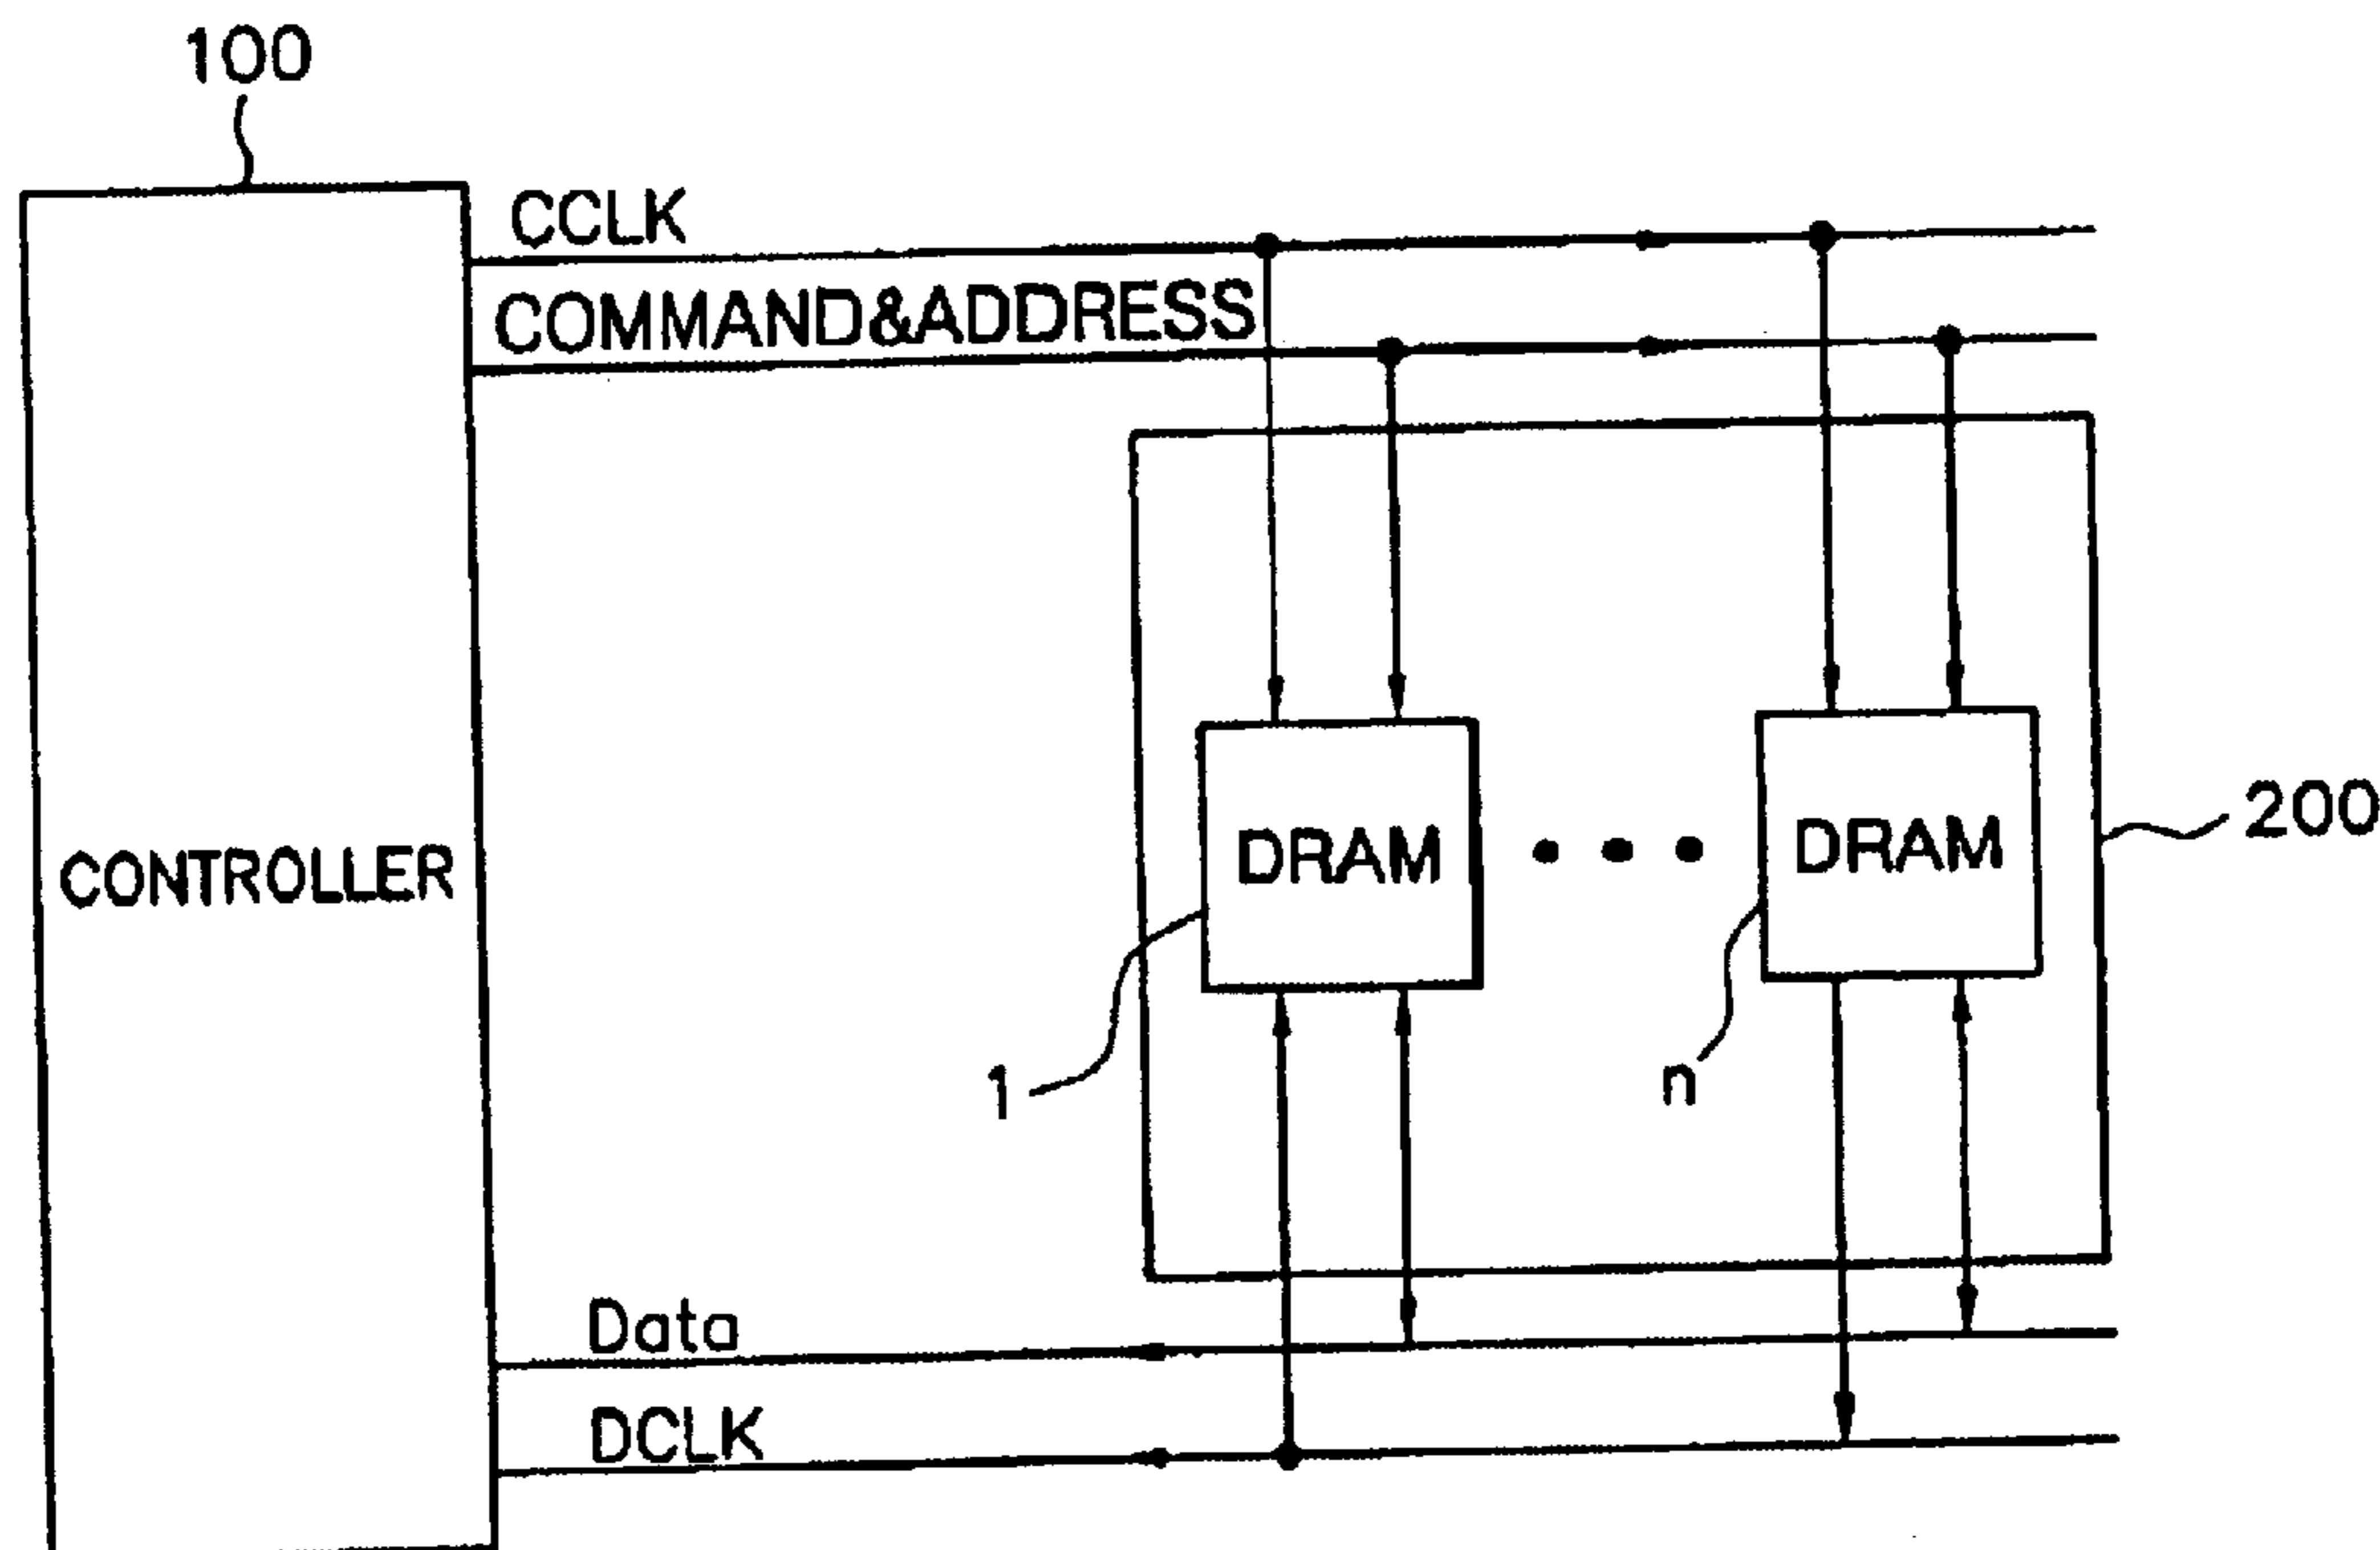 100
CCLK
COMMAND&ADDRESS
CONTROLLER
DRAM
DRAM
200
1
n
Data
DCLK